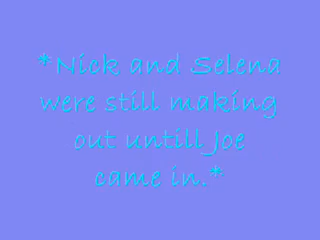 *Nick and Selena
were still making
out untill Joe
came in.*